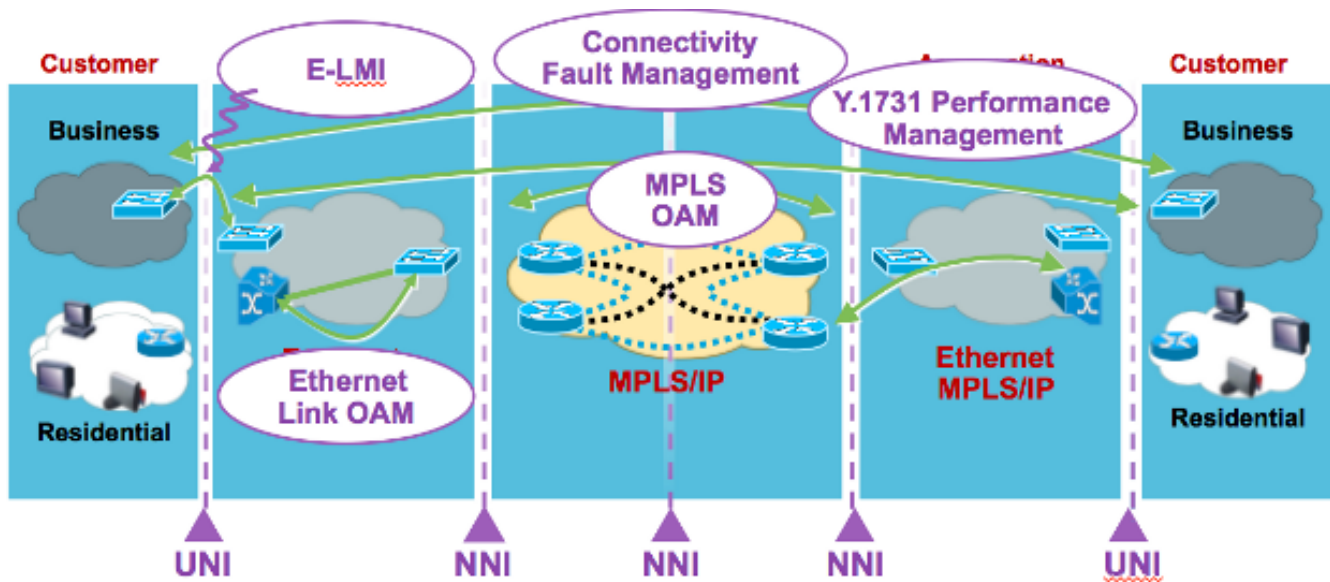 Customer
E-LMI
Connectivity
Fault Management
Customer
Y.1731 Performance
Management
Business
Business
MPLS
OAM
Ethernet
Link OAM
MPLS/IP
Ethernet
MPLS/IP
Residential
Residential
UNI
NNI
NNI
NNI
UNI